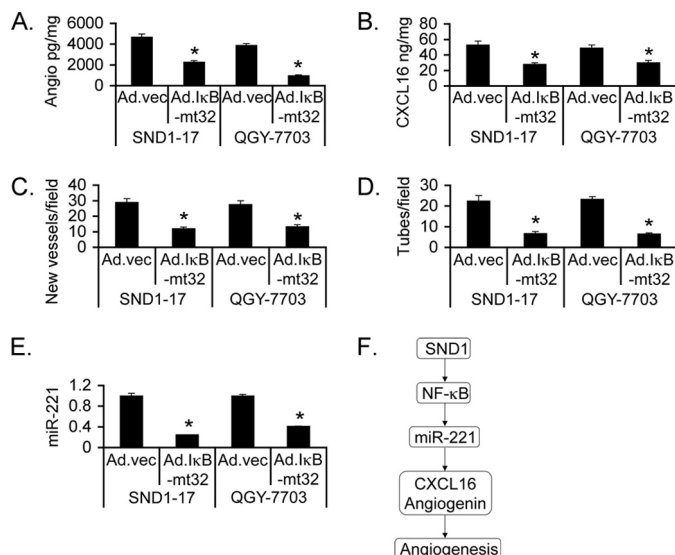 A.
Angio pg/mg
6000
4000
2000
0
*
*
Ad.vec Ad.IκB Ad.vec Ad.IκB
-mt32 -mt32
SND1-17 QGY-7703
B.
CXCL16 ng/mg
80
60
40
20
0
*
*
Ad.vec Ad.IκB Ad.vec Ad.IκB
-mt32 -mt32
SND1-17 QGY-7703
C.
New vessels/field
40
30
20
10
0
*
*
Ad.vec Ad.IκB Ad.vec Ad.IκB
-mt32 -mt32
SND1-17 QGY-7703
D.
Tubes/field
30
20
10
0
*
*
Ad.vec Ad.IκB Ad.vec Ad.IκB
-mt32 -mt32
SND1-17 QGY-7703
E.
miR-221
1.2
0.8
0.4
0
*
*
Ad.vec Ad.IκB Ad.vec Ad.IκB
-mt32 -mt32
SND1-17 QGY-7703
F.
SND1
NF-κB
miR-221
CXCL16
Angiogenin
Angiogenesis